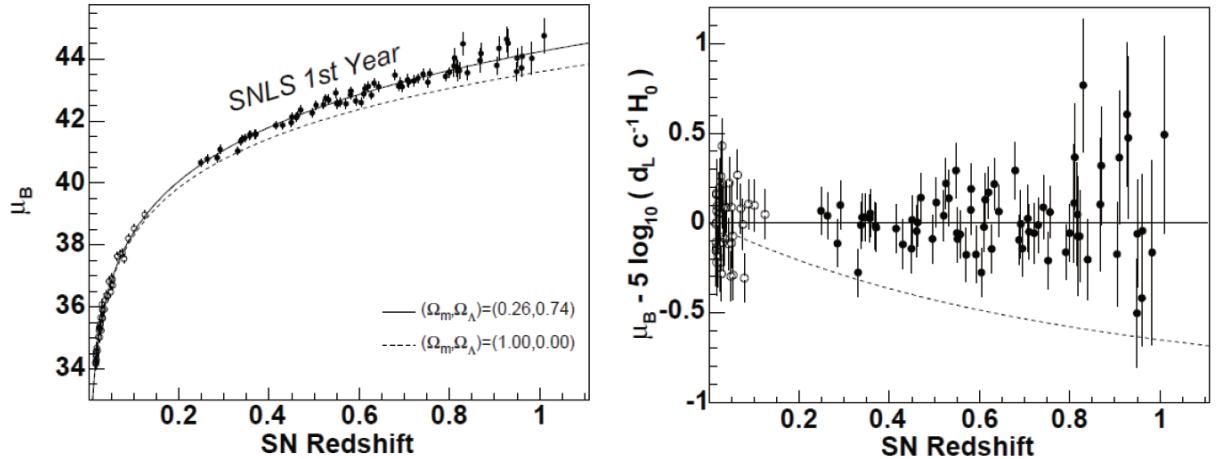 44
42
40
38
36
34
μB
SNLS 1st Year
(Ωm,ΩΛ)=(0.26,0.74)
(Ωm,ΩΛ)=(1.00,0.00)
0.2 0.4 0.6 0.8 1
SN Redshift
1
0.5
0
-0.5
-1
μB - 5 log10 ( dL c-1 H0 )
0.2 0.4 0.6 0.8 1
SN Redshift